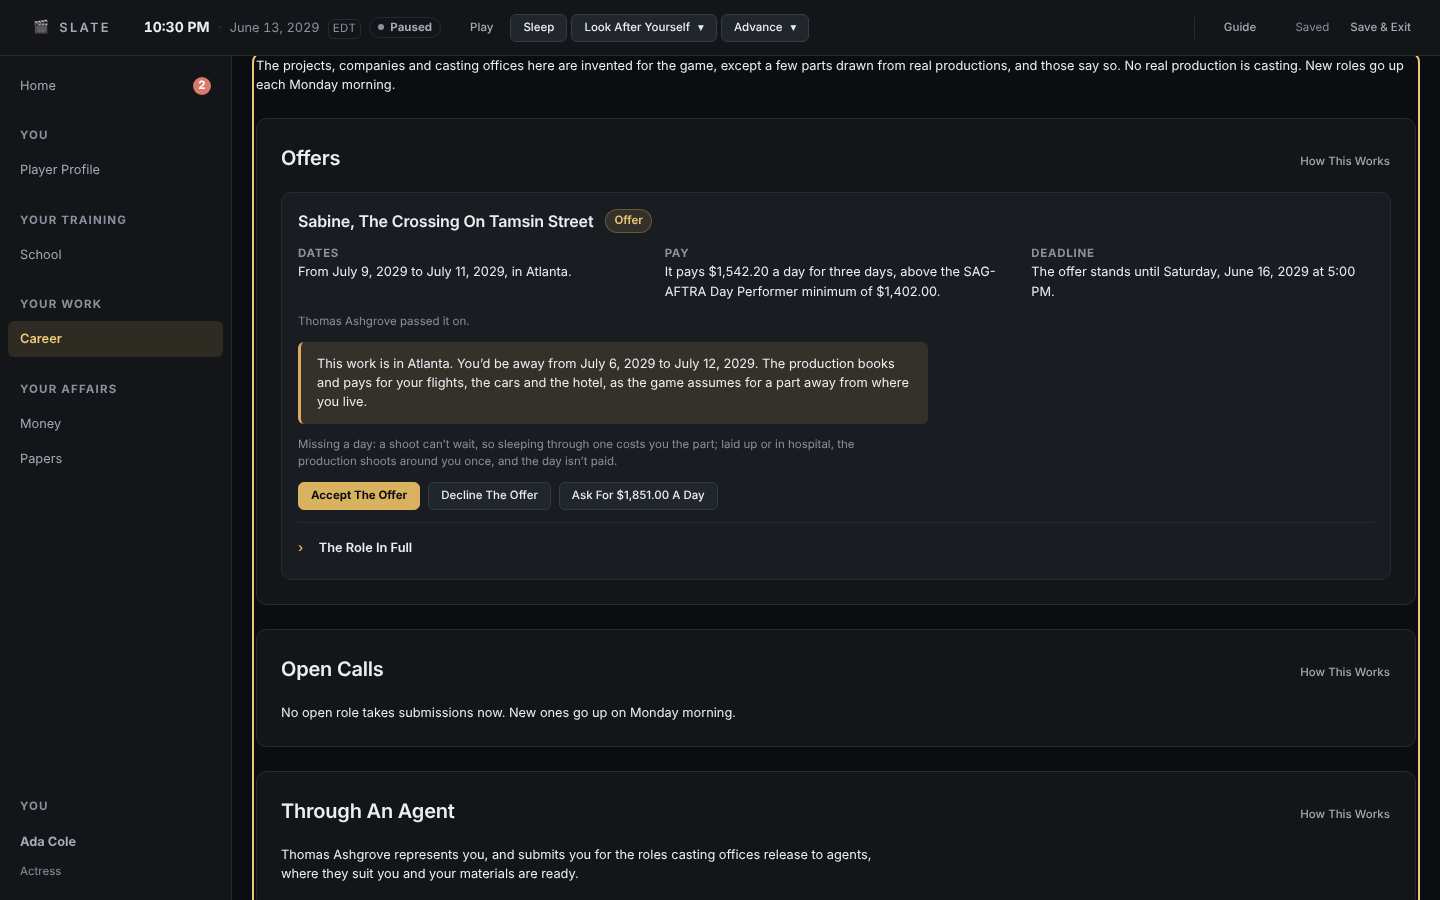 SLATE
10:30 PM · June 13, 2029 EDT Paused
Play
Sleep
Look After Yourself
Advance
Guide
Saved
Save & Exit
Home
2
YOU
Player Profile
YOUR TRAINING
School
YOUR WORK
Career
YOUR AFFAIRS
Money
Papers
YOU
Ada Cole
Actress
The projects, companies and casting offices here are invented for the game, except a few parts drawn from real productions, and those say so. No real production is casting. New roles go up
each Monday morning.
Offers
How This Works
Sabine, The Crossing On Tamsin Street
Offer
DATES
From July 9, 2029 to July 11, 2029, in Atlanta.
PAY
It pays $1,542.20 a day for three days, above the SAG-
AFTRA Day Performer minimum of $1,402.00.
DEADLINE
The offer stands until Saturday, June 16, 2029 at 5:00
PM.
Thomas Ashgrove passed it on.
This work is in Atlanta. You’d be away from July 6, 2029 to July 12, 2029. The production books
and pays for your flights, the cars and the hotel, as the game assumes for a part away from where
you live.
Missing a day: a shoot can’t wait, so sleeping through one costs you the part; laid up or in hospital, the
production shoots around you once, and the day isn’t paid.
Accept The Offer
Decline The Offer
Ask For $1,851.00 A Day
The Role In Full
Open Calls
How This Works
No open role takes submissions now. New ones go up on Monday morning.
Through An Agent
How This Works
Thomas Ashgrove represents you, and submits you for the roles casting offices release to agents,
where they suit you and your materials are ready.